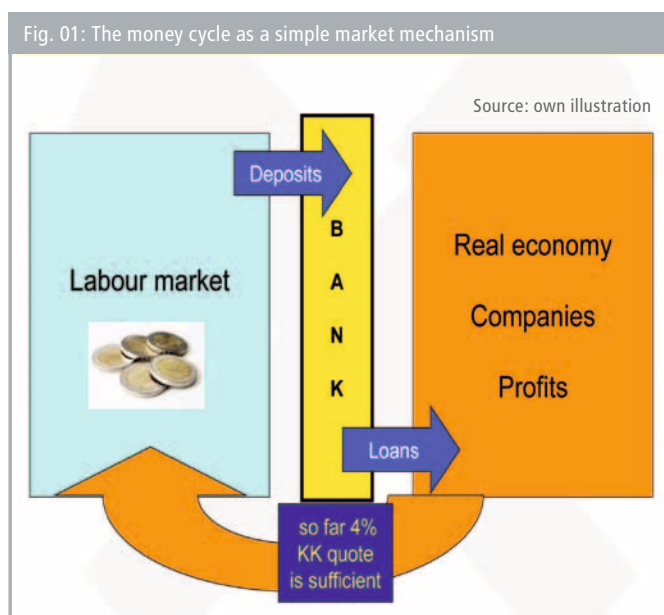 Fig. 01: The money cycle as a simple market mechanism
Source: own illustration
Deposits
B
A
N
K
Labour market
Real economy
Companies
Profits
Loans
so far 4%
KK quote
is sufficient